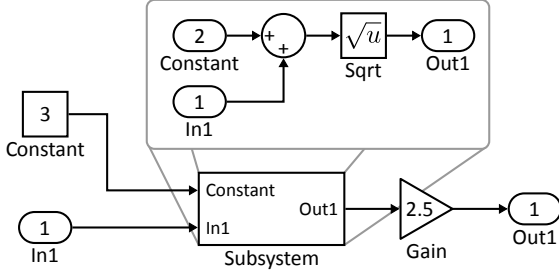 2
+
+
√u
1
Constant
Sqrt
Out1
1
In1
3
Constant
Constant
In1
Out1
2.5
1
1
In1
Subsystem
Gain
Out1